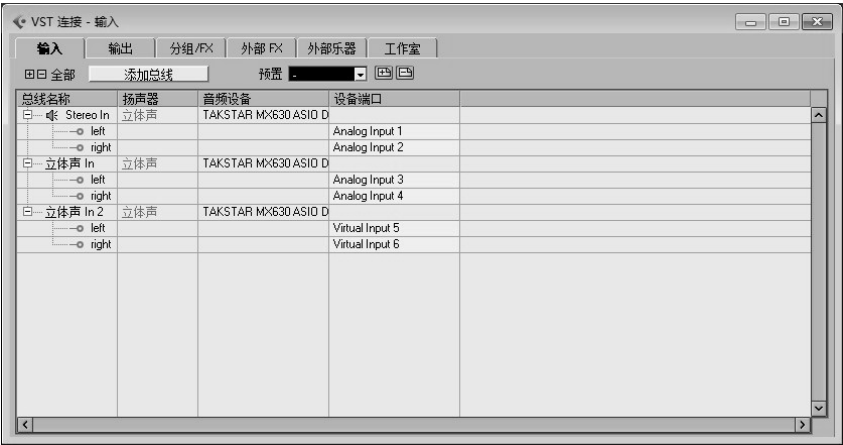 VST 连接 - 输入
输入 输出 分组/FX 外部 FX 外部乐器 工作室
全部 添加总线 预置 -
总线名称 扬声器 音频设备 设备端口
Stereo In 立体声 TAKSTAR MX630 ASIO D
left Analog Input 1
right Analog Input 2
立体声 In 立体声 TAKSTAR MX630 ASIO D
left Analog Input 3
right Analog Input 4
立体声 In 2 立体声 TAKSTAR MX630 ASIO D
left Virtual Input 5
right Virtual Input 6